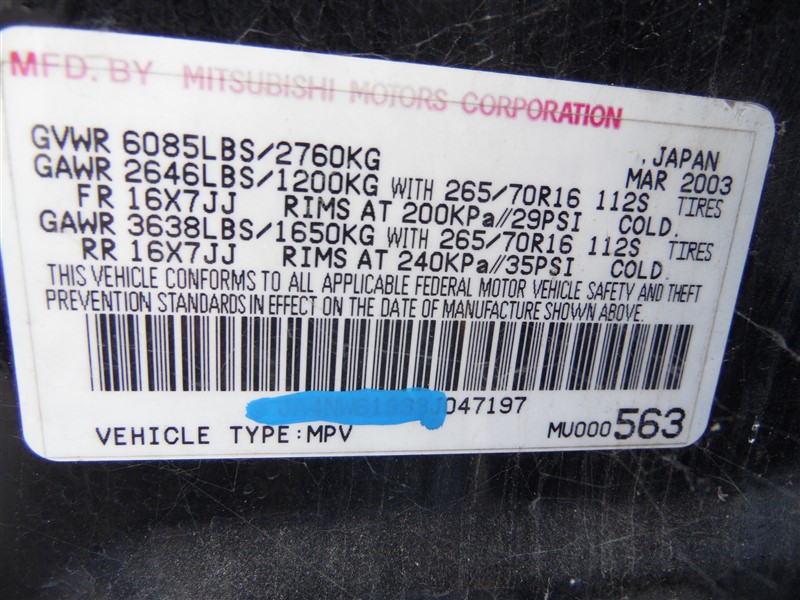 MFD. BY MITSUBISHI MOTORS CORPORATION
GVWR 6085LBS/2760KG . JAPAN
GAWR 2646LBS/1200KG WITH 265/70R16 112S MAR 2003 TIRES
FR 16X7JJ RIMS AT 200KPa//29PSI COLD.
GAWR 3638LBS/1650KG WITH 265/70R16 112S TIRES
RR 16X7JJ RIMS AT 240KPa//35PSI COLD.
THIS VEHICLE CONFORMS TO ALL APPLICABLE FEDERAL MOTOR VEHICLE SAFETY AND THEFT
PREVENTION STANDARDS IN EFFECT ON THE DATE OF MANUFACTURE SHOWN ABOVE.
047197
VEHICLE TYPE:MPV MU000563